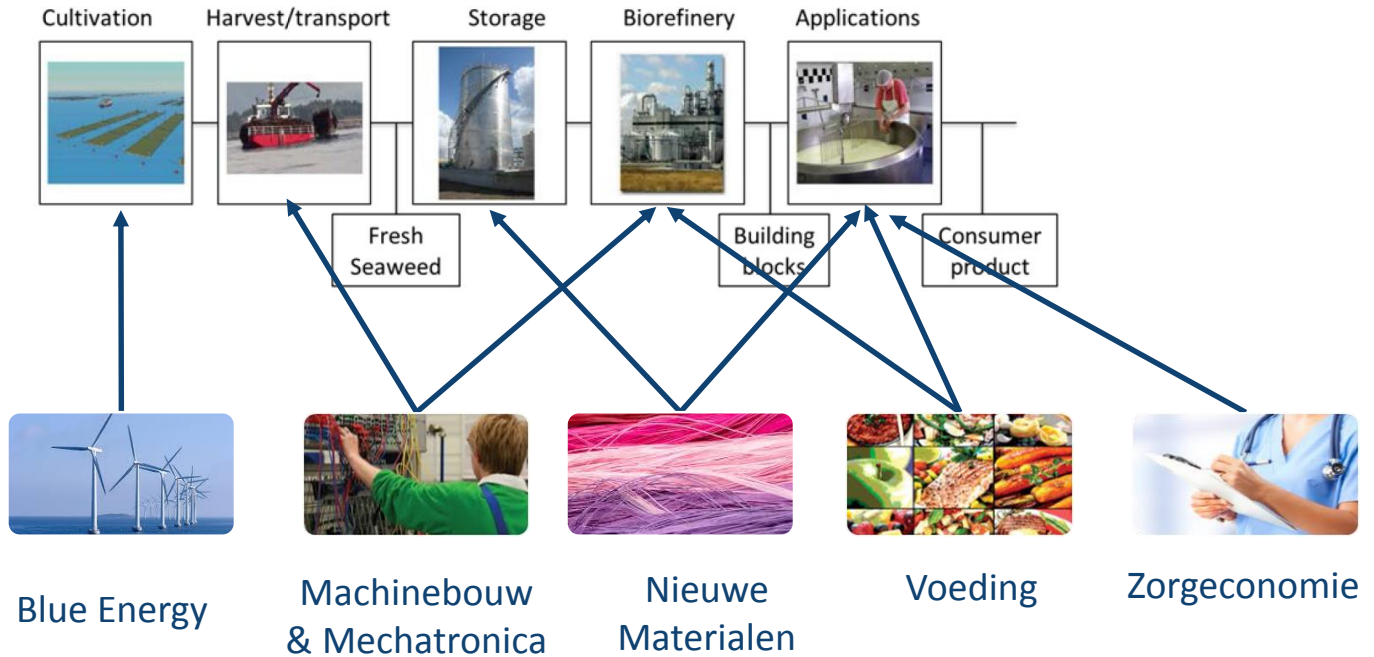 Cultivation
Harvest/transport
Storage
Biorefinery
Applications
Fresh
Seaweed
Building
blocks
Consumer
product
Blue Energy
Machinebouw
& Mechatronica
Nieuwe
Materialen
Voeding
Zorgeconomie